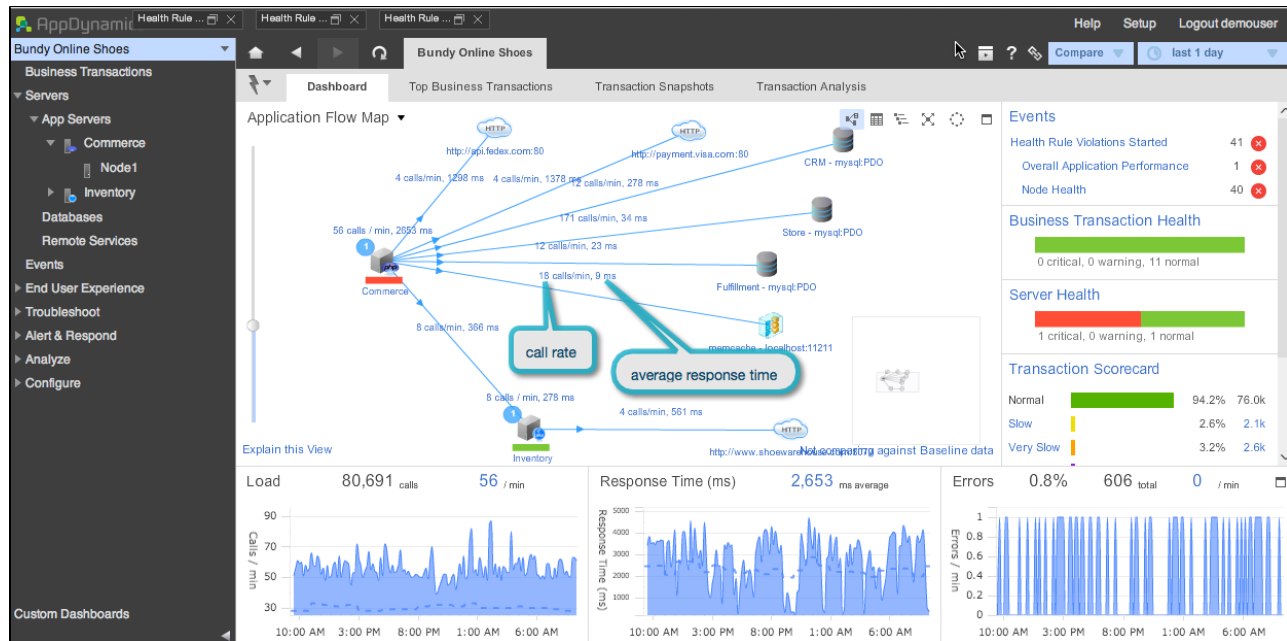 AppDynamic
Health Rule ...
Health Rule ...
Health Rule ...
Help Setup Logout demouser
Bundy Online Shoes
Bundy Online Shoes
? Compare last 1 day
Business Transactions
Servers
App Servers
Commerce
Node1
Inventory
Databases
Remote Services
Events
End User Experience
Troubleshoot
Alert & Respond
Analyze
Configure
Custom Dashboards
Dashboard Top Business Transactions Transaction Snapshots Transaction Analysis
Application Flow Map
HTTP
http://api.fedex.com:80
HTTP
http://payment.visa.com:80
CRM - mysql:PDO
4 calls/min, 1298 ms
4 calls/min, 1378 ms
12 calls/min, 278 ms
171 calls/min, 34 ms
Store - mysql:PDO
56 calls / min, 2653 ms
12 calls/min, 23 ms
1
php
Commerce
18 calls/min, 9 ms
Fulfillment - mysql:PDO
8 calls/min, 366 ms
call rate
average response time
memcache - localhost:11211
8 calls / min, 278 ms
1
Inventory
4 calls/min, 561 ms
HTTP
Explain this View
Not comparing against Baseline data
Events
Health Rule Violations Started 41
Overall Application Performance 1
Node Health 40
Business Transaction Health
0 critical, 0 warning, 11 normal
Server Health
1 critical, 0 warning, 1 normal
Transaction Scorecard
Normal 94.2% 76.0k
Slow 2.6% 2.1k
Very Slow 3.2% 2.6k
Load 80,691 calls 56 / min
Calls / min
90
70
50
30
10:00 AM 3:00 PM 8:00 PM 1:00 AM 6:00 AM
Response Time (ms) 2,653 ms average
Response Time (ms)
5000
4000
3000
2000
1000
10:00 AM 3:00 PM 8:00 PM 1:00 AM 6:00 AM
Errors 0.8% 606 total 0 / min
Errors / min
1
0.8
0.6
0.4
0.2
0
10:00 AM 3:00 PM 8:00 PM 1:00 AM 6:00 AM